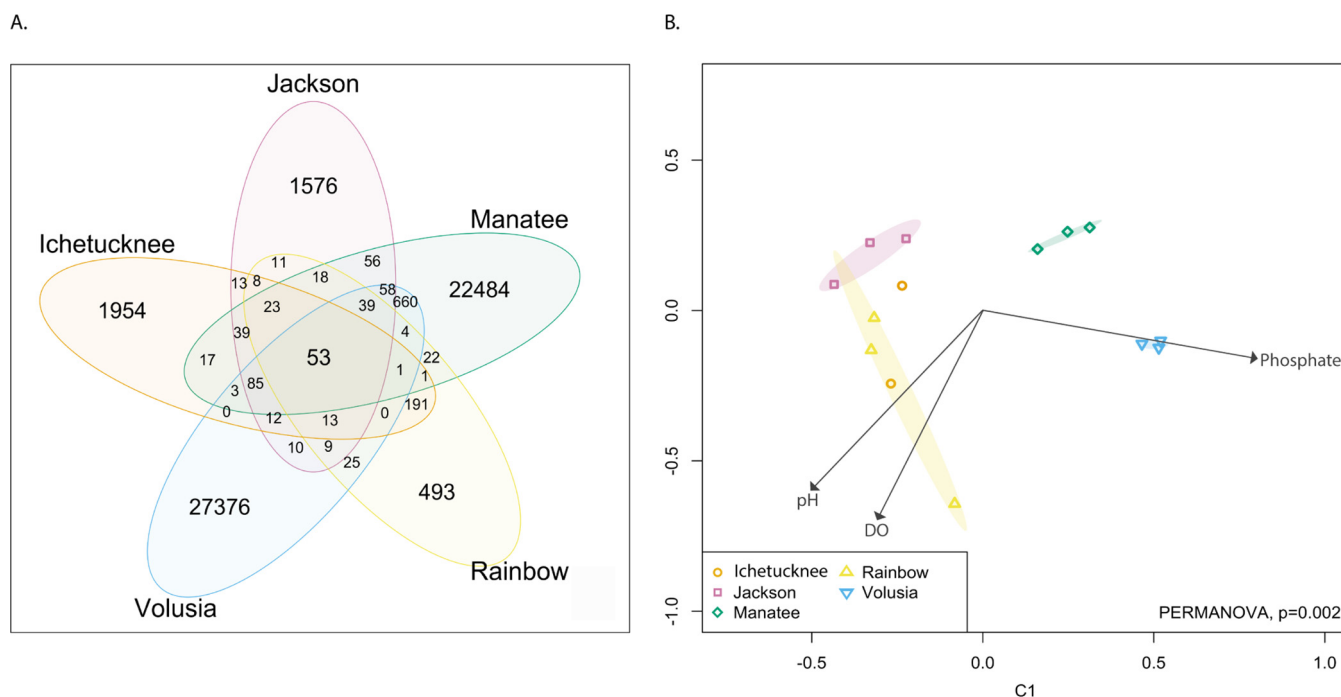 A.
B.
Jackson
1576
Manatee
Ichetucknee
11
56
13 8
18
58
22484
1954
23
39
660
39
4
53
17
22
1
1
85
3
191
0
12
13
0
10
9
25
27376
493
Rainbow
Volusia
0.5
0.0
-0.5
-1.0
Phosphate
pH
DO
Ichetucknee
Rainbow
Jackson
Volusia
Manatee
PERMANOVA, p=0.002
-0.5
0.0
0.5
1.0
C1